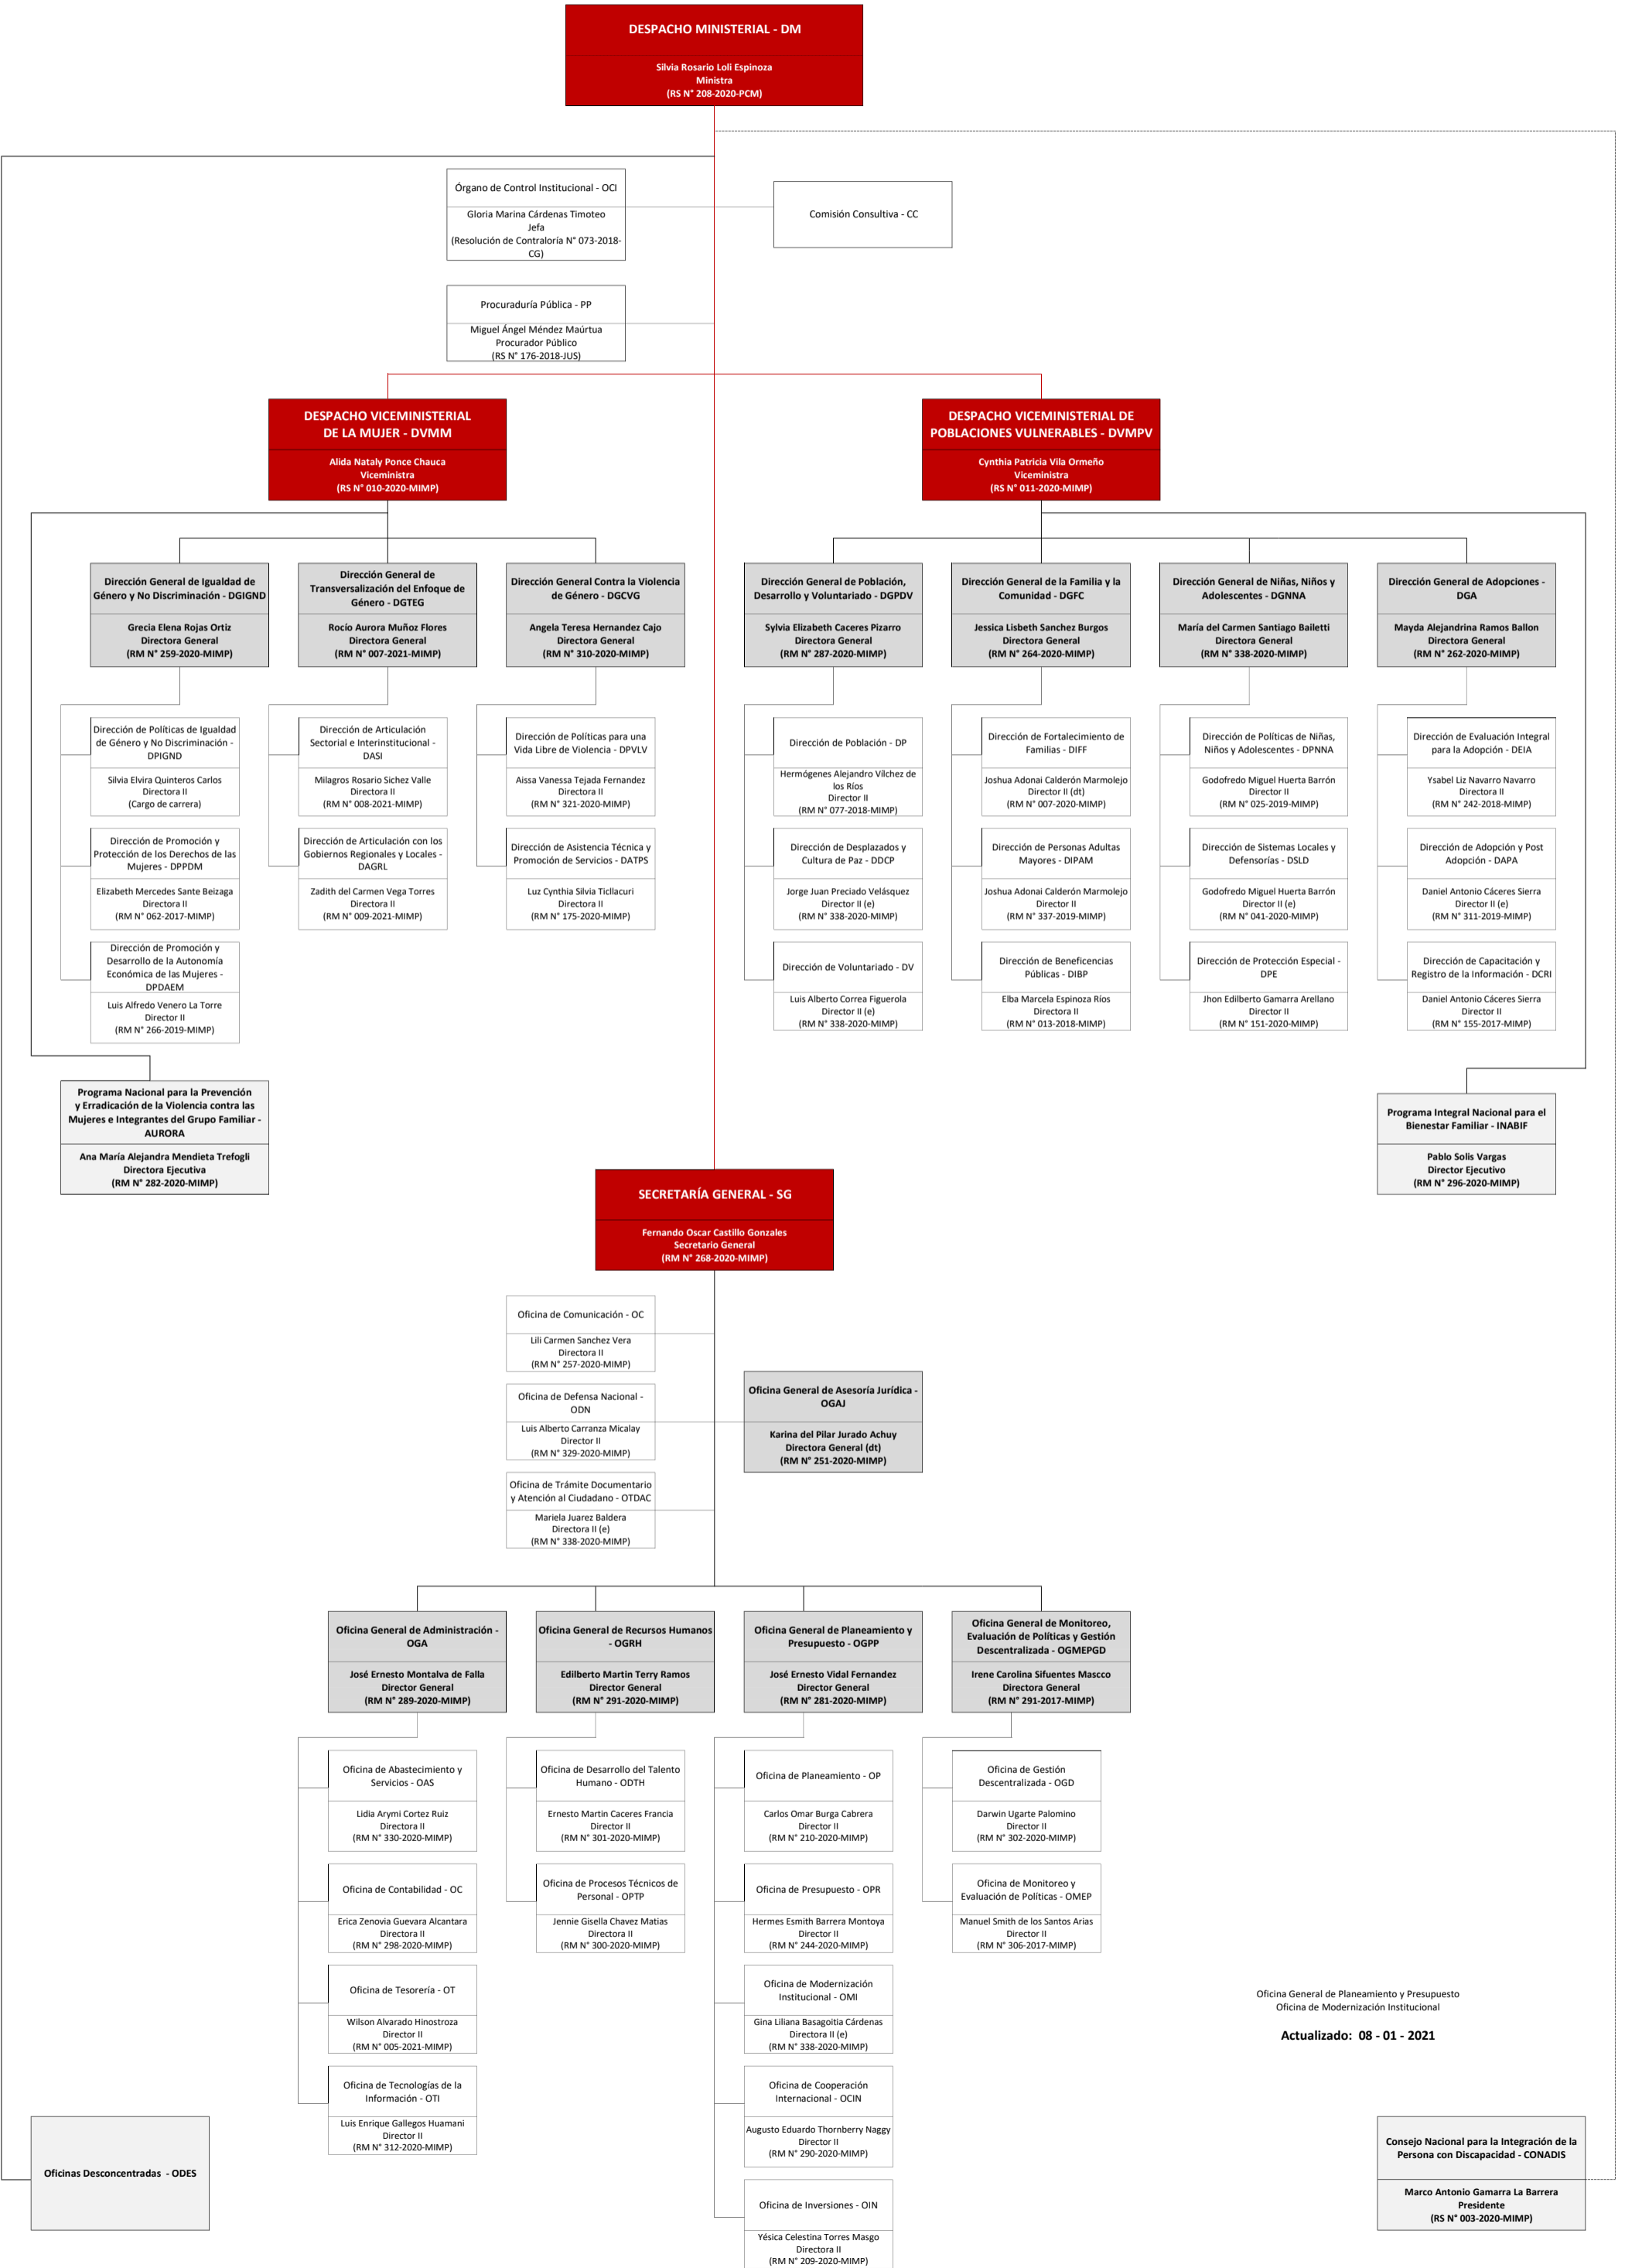 DESPACHO MINISTERIAL - DM
Silvia Rosario Loli Espinoza
Ministra
(RS N° 208-2020-PCM)
Órgano de Control Institucional - OCI
Gloria Marina Cárdenas Timoteo
Jefa
(Resolución de Contraloría N° 073-2018-
CG)
Comisión Consultiva - CC
Procuraduría Pública - PP
Miguel Ángel Méndez Maúrtua
Procurador Público
(RS N° 176-2018-JUS)
DESPACHO VICEMINISTERIAL
DE LA MUJER - DVMM
Alida Nataly Ponce Chauca
Viceministra
(RS N° 010-2020-MIMP)
DESPACHO VICEMINISTERIAL DE
POBLACIONES VULNERABLES - DVMPV
Cynthia Patricia Vila Ormeño
Viceministra
(RS N° 011-2020-MIMP)
Dirección General de Igualdad de
Género y No Discriminación - DGIGND
Grecia Elena Rojas Ortiz
Directora General
(RM N° 259-2020-MIMP)
Dirección General de
Transversalización del Enfoque de
Género - DGTEG
Rocío Aurora Muñoz Flores
Directora General
(RM N° 007-2021-MIMP)
Dirección General Contra la Violencia
de Género - DGCVG
Angela Teresa Hernandez Cajo
Directora General
(RM N° 310-2020-MIMP)
Dirección General de Población,
Desarrollo y Voluntariado - DGPDV
Sylvia Elizabeth Caceres Pizarro
Directora General
(RM N° 287-2020-MIMP)
Dirección General de la Familia y la
Comunidad - DGFC
Jessica Lisbeth Sanchez Burgos
Directora General
(RM N° 264-2020-MIMP)
Dirección General de Niñas, Niños y
Adolescentes - DGNNA
María del Carmen Santiago Bailetti
Directora General
(RM N° 338-2020-MIMP)
Dirección General de Adopciones -
DGA
Mayda Alejandrina Ramos Ballon
Directora General
(RM N° 262-2020-MIMP)
Dirección de Políticas de Igualdad
de Género y No Discriminación -
DPIGND
Silvia Elvira Quinteros Carlos
Directora II
(Cargo de carrera)
Dirección de Articulación
Sectorial e Interinstitucional -
DASI
Milagros Rosario Sichez Valle
Directora II
(RM N° 008-2021-MIMP)
Dirección de Políticas para una
Vida Libre de Violencia - DPVLV
Aissa Vanessa Tejada Fernandez
Directora II
(RM N° 321-2020-MIMP)
Dirección de Población - DP
Hermógenes Alejandro Vílchez de
los Ríos
Director II
(RM N° 077-2018-MIMP)
Dirección de Fortalecimiento de
Familias - DIFF
Joshua Adonai Calderón Marmolejo
Director II (dt)
(RM N° 007-2020-MIMP)
Dirección de Políticas de Niñas,
Niños y Adolescentes - DPNNA
Godofredo Miguel Huerta Barrón
Director II
(RM N° 025-2019-MIMP)
Dirección de Evaluación Integral
para la Adopción - DEIA
Ysabel Liz Navarro Navarro
Directora II
(RM N° 242-2018-MIMP)
Dirección de Promoción y
Protección de los Derechos de las
Mujeres - DPPDM
Elizabeth Mercedes Sante Beizaga
Directora II
(RM N° 062-2017-MIMP)
Dirección de Articulación con los
Gobiernos Regionales y Locales -
DAGRL
Zadith del Carmen Vega Torres
Directora II
(RM N° 009-2021-MIMP)
Dirección de Asistencia Técnica y
Promoción de Servicios - DATPS
Luz Cynthia Silvia Ticllacuri
Directora II
(RM N° 175-2020-MIMP)
Dirección de Desplazados y
Cultura de Paz - DDCP
Jorge Juan Preciado Velásquez
Director II (e)
(RM N° 338-2020-MIMP)
Dirección de Personas Adultas
Mayores - DIPAM
Joshua Adonai Calderón Marmolejo
Director II
(RM N° 337-2019-MIMP)
Dirección de Sistemas Locales y
Defensorías - DSLD
Godofredo Miguel Huerta Barrón
Director II (e)
(RM N° 041-2020-MIMP)
Dirección de Adopción y Post
Adopción - DAPA
Daniel Antonio Cáceres Sierra
Director II (e)
(RM N° 311-2019-MIMP)
Dirección de Promoción y
Desarrollo de la Autonomía
Económica de las Mujeres -
DPDAEM
Luis Alfredo Venero La Torre
Director II
(RM N° 266-2019-MIMP)
Dirección de Voluntariado - DV
Luis Alberto Correa Figuerola
Director II (e)
(RM N° 338-2020-MIMP)
Dirección de Beneficencias
Públicas - DIBP
Elba Marcela Espinoza Ríos
Directora II
(RM N° 013-2018-MIMP)
Dirección de Protección Especial -
DPE
Jhon Edilberto Gamarra Arellano
Director II
(RM N° 151-2020-MIMP)
Dirección de Capacitación y
Registro de la Información - DCRI
Daniel Antonio Cáceres Sierra
Director II
(RM N° 155-2017-MIMP)
Programa Nacional para la Prevención
y Erradicación de la Violencia contra las
Mujeres e Integrantes del Grupo Familiar -
AURORA
Ana María Alejandra Mendieta Trefogli
Directora Ejecutiva
(RM N° 282-2020-MIMP)
Programa Integral Nacional para el
Bienestar Familiar - INABIF
Pablo Solis Vargas
Director Ejecutivo
(RM N° 296-2020-MIMP)
SECRETARÍA GENERAL - SG
Fernando Oscar Castillo Gonzales
Secretario General
(RM N° 268-2020-MIMP)
Oficina de Comunicación - OC
Lili Carmen Sanchez Vera
Directora II
(RM N° 257-2020-MIMP)
Oficina de Defensa Nacional -
ODN
Luis Alberto Carranza Micalay
Director II
(RM N° 329-2020-MIMP)
Oficina General de Asesoría Jurídica -
OGAJ
Karina del Pilar Jurado Achuy
Directora General (dt)
(RM N° 251-2020-MIMP)
Oficina de Trámite Documentario
y Atención al Ciudadano - OTDAC
Mariela Juarez Baldera
Directora II (e)
(RM N° 338-2020-MIMP)
Oficina General de Administración -
OGA
José Ernesto Montalva de Falla
Director General
(RM N° 289-2020-MIMP)
Oficina General de Recursos Humanos
- OGRH
Edilberto Martin Terry Ramos
Director General
(RM N° 291-2020-MIMP)
Oficina General de Planeamiento y
Presupuesto - OGPP
José Ernesto Vidal Fernandez
Director General
(RM N° 281-2020-MIMP)
Oficina General de Monitoreo,
Evaluación de Políticas y Gestión
Descentralizada - OGMEPGD
Irene Carolina Sifuentes Mascco
Directora General
(RM N° 291-2017-MIMP)
Oficina de Abastecimiento y
Servicios - OAS
Lidia Arymi Cortez Ruiz
Directora II
(RM N° 330-2020-MIMP)
Oficina de Desarrollo del Talento
Humano - ODTH
Ernesto Martin Caceres Francia
Director II
(RM N° 301-2020-MIMP)
Oficina de Planeamiento - OP
Carlos Omar Burga Cabrera
Director II
(RM N° 210-2020-MIMP)
Oficina de Gestión
Descentralizada - OGD
Darwin Ugarte Palomino
Director II
(RM N° 302-2020-MIMP)
Oficina de Contabilidad - OC
Erica Zenovia Guevara Alcantara
Directora II
(RM N° 298-2020-MIMP)
Oficina de Procesos Técnicos de
Personal - OPTP
Jennie Gisella Chavez Matias
Directora II
(RM N° 300-2020-MIMP)
Oficina de Presupuesto - OPR
Hermes Esmith Barrera Montoya
Director II
(RM N° 244-2020-MIMP)
Oficina de Monitoreo y
Evaluación de Políticas - OMEP
Manuel Smith de los Santos Arias
Director II
(RM N° 306-2017-MIMP)
Oficina de Tesorería - OT
Wilson Alvarado Hinostroza
Director II
(RM N° 005-2021-MIMP)
Oficina de Modernización
Institucional - OMI
Gina Liliana Basagoitia Cárdenas
Directora II (e)
(RM N° 338-2020-MIMP)
Oficina General de Planeamiento y Presupuesto
Oficina de Modernización Institucional
Actualizado: 08 - 01 - 2021
Oficina de Tecnologías de la
Información - OTI
Luis Enrique Gallegos Huamani
Director II
(RM N° 312-2020-MIMP)
Oficina de Cooperación
Internacional - OCIN
Augusto Eduardo Thornberry Naggy
Director II
(RM N° 290-2020-MIMP)
Oficinas Desconcentradas - ODES
Consejo Nacional para la Integración de la
Persona con Discapacidad - CONADIS
Marco Antonio Gamarra La Barrera
Presidente
(RS N° 003-2020-MIMP)
Oficina de Inversiones - OIN
Yésica Celestina Torres Masgo
Directora II
(RM N° 209-2020-MIMP)